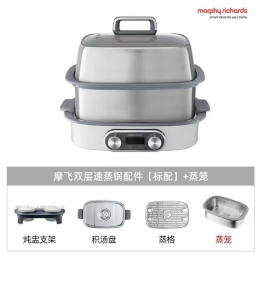 morphy richards
smart ideas for your home
摩飞双层速蒸锅配件【标配】+蒸笼
炖盅支架 积汤盘 蒸格 蒸笼